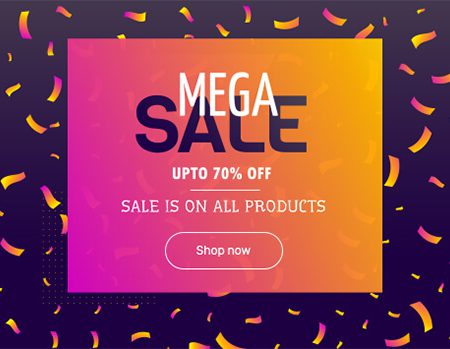 MEGA
SALE
UPTO 70% OFF
SALE IS ON ALL PRODUCTS
Shop now